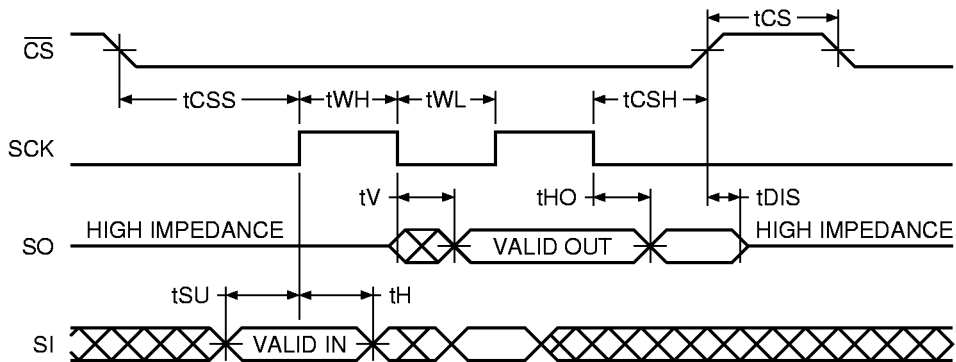 tCS
CS
tCSS tWH tWL tCSH
SCK
tV tHO tDIS
HIGH IMPEDANCE HIGH IMPEDANCE
SO VALID OUT
tSU tH
SI VALID IN